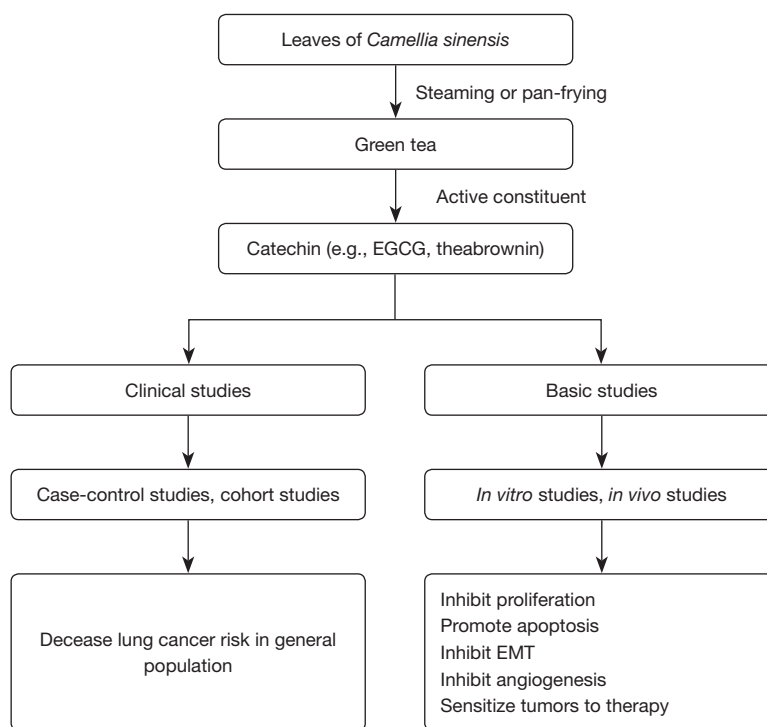 Leaves of Camellia sinensis
Steaming or pan-frying
Green tea
Active constituent
Catechin (e.g., EGCG, theabrownin)
Clinical studies
Basic studies
Case-control studies, cohort studies
In vitro studies, in vivo studies
Decease lung cancer risk in general
population
Inhibit proliferation
Promote apoptosis
Inhibit EMT
Inhibit angiogenesis
Sensitize tumors to therapy